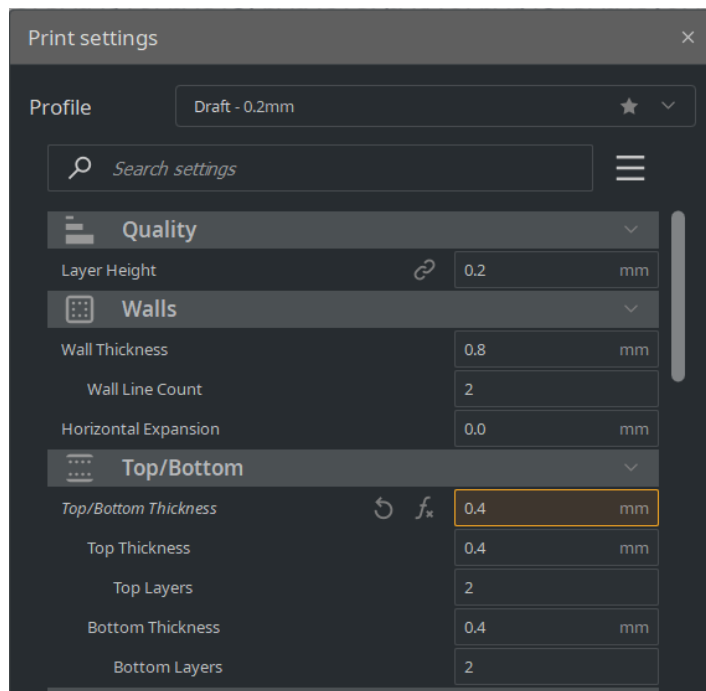 Print settings
Profile Draft - 0.2mm
Search settings
Quality
Layer Height 0.2 mm
Walls
Wall Thickness 0.8 mm
Wall Line Count 2
Horizontal Expansion 0.0 mm
Top/Bottom
Top/Bottom Thickness 0.4 mm
Top Thickness 0.4 mm
Top Layers 2
Bottom Thickness 0.4 mm
Bottom Layers 2